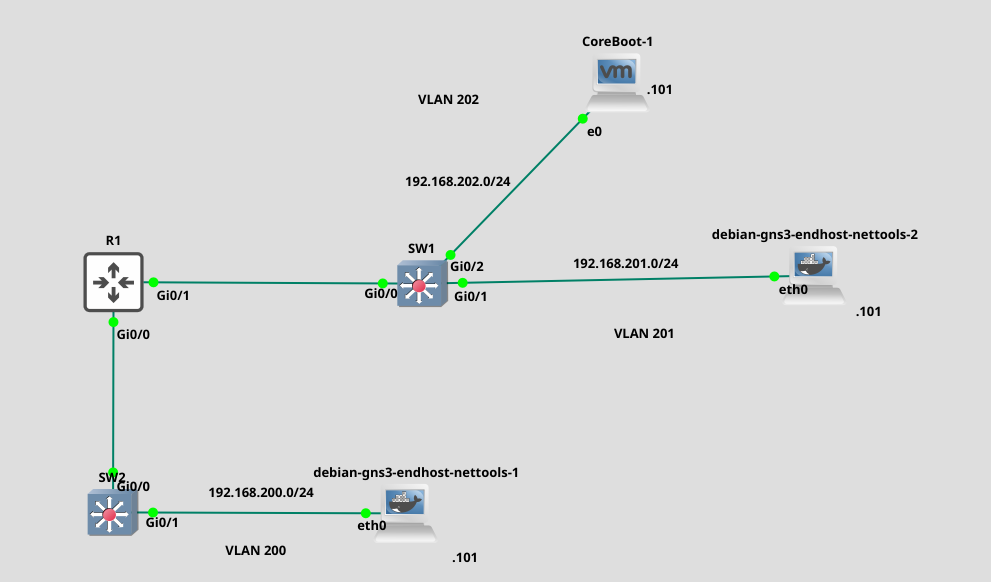 CoreBoot-1
vm
.101
VLAN 202
e0
192.168.202.0/24
R1
debian-gns3-endhost-nettools-2
SW1
192.168.201.0/24
Gi0/2
Gi0/1
Gi0/0
Gi0/1
eth0
.101
Gi0/0
VLAN 201
debian-gns3-endhost-nettools-1
SW2
Gi0/0
192.168.200.0/24
Gi0/1
eth0
VLAN 200
.101